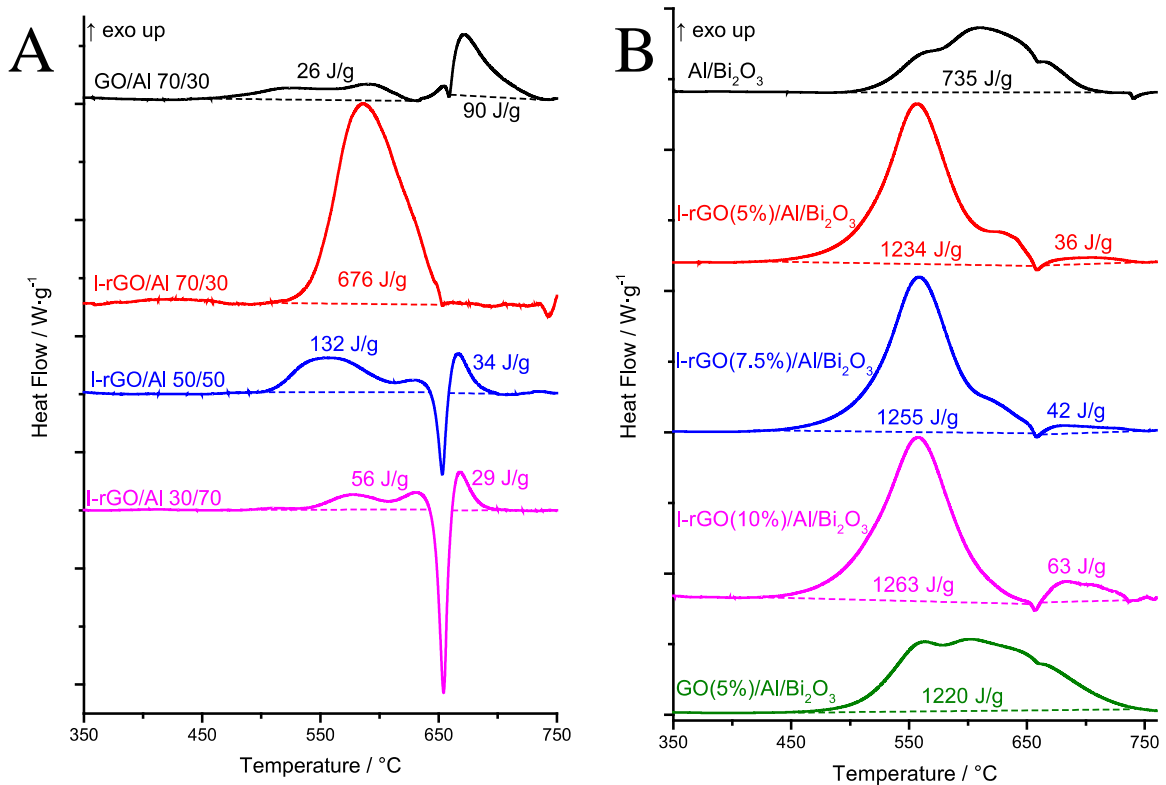 A
↑ exo up
GO/Al 70/30
26 J/g
90 J/g
I-rGO/Al 70/30
676 J/g
I-rGO/Al 50/50
132 J/g
34 J/g
I-rGO/Al 30/70
56 J/g
29 J/g
Heat Flow / W·g⁻¹
350 450 550 650 750
Temperature / °C
B
↑ exo up
Al/Bi₂O₃
735 J/g
I-rGO(5%)/Al/Bi₂O₃
1234 J/g
36 J/g
I-rGO(7.5%)/Al/Bi₂O₃
1255 J/g
42 J/g
I-rGO(10%)/Al/Bi₂O₃
1263 J/g
63 J/g
GO(5%)/Al/Bi₂O₃
1220 J/g
Heat Flow / W·g⁻¹
350 450 550 650 750
Temperature / °C